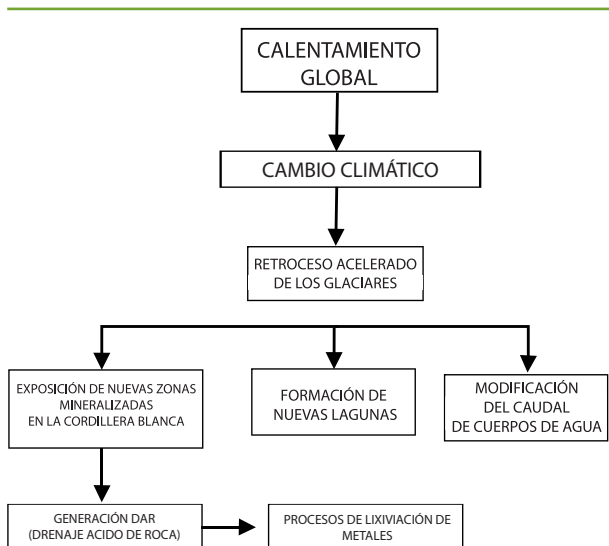 CALENTAMIENTO
GLOBAL
CAMBIO CLIMÁTICO
RETROCESO ACELERADO
DE LOS GLACIARES
EXPOSICIÓN DE NUEVAS ZONAS
MINERALIZADAS
EN LA CORDILLERA BLANCA
FORMACIÓN DE
NUEVAS LAGUNAS
MODIFICACIÓN
DEL CAUDAL
DE CUERPOS DE AGUA
GENERACIÓN DAR
(DRENAJE ACIDO DE ROCA)
PROCESOS DE LIXIVIACIÓN DE
METALES